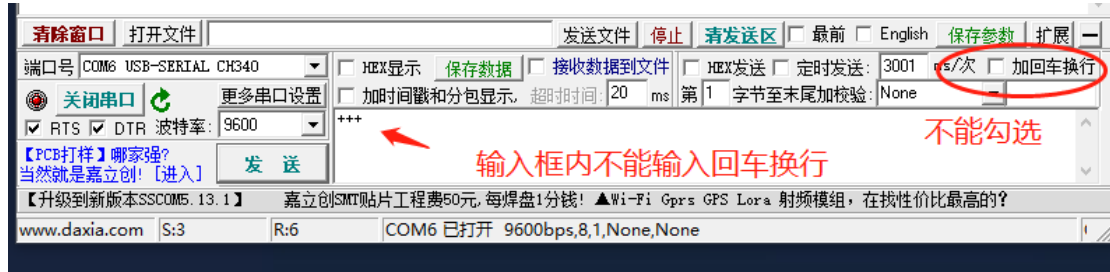 清除窗口 打开文件 发送文件 停止 清发送区 最前 English 保存参数 扩展 —
端口号 COM6 USB-SERIAL CH340 HEX显示 保存数据 接收数据到文件 HEX发送 定时发送: 3001 ms/次 加回车换行
关闭串口 更多串口设置 加时间戳和分包显示, 超时时间: 20 ms 第 1 字节至末尾加校验: None
RTS DTR 波特率: 9600 +++ 不能勾选
【PCB打样】哪家强?
当然就是嘉立创! [进入] 发 送 输入框内不能输入回车换行
【升级到新版本SSCOM5.13.1】 嘉立创SMT贴片工程费50元,每焊盘1分钱! ▲Wi-Fi Gprs GPS Lora 射频模组，在找性价比最高的?
www.daxia.com S:3 R:6 COM6 已打开 9600bps,8,1,None,None